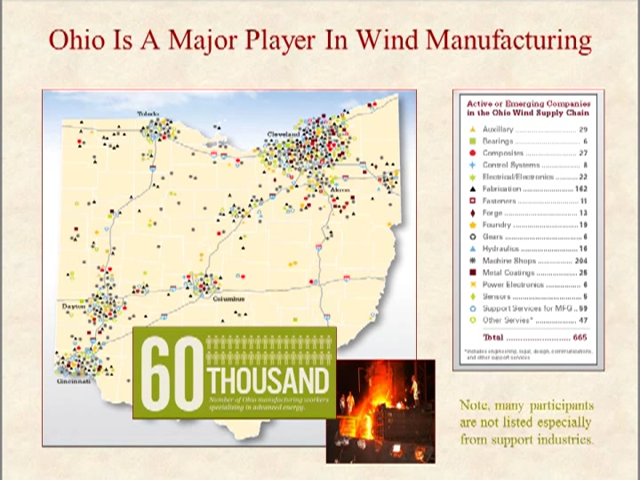 Ohio Is A Major Player In Wind Manufacturing
Toledo
Cleveland
Akron
Columbus
Dayton
Cincinnati
60 THOUSAND
Number of Ohio manufacturing workers
specializing in advanced energy.
Active or Emerging Companies
in the Ohio Wind Supply Chain
Auxiliary 29
Bearings 6
Composites 27
Control Systems 8
Electrical/Electronics 22
Fabrication 162
Fasteners 11
Forge 13
Foundry 19
Gears 6
Hydraulics 16
Machine Shops 204
Metal Coatings 26
Power Electronics 6
Sensors 5
Support Services for MFG 59
Other Servies* 47
Total 665
*Includes engineering, legal, design, communications,
and other support services
Note, many participants
are not listed especially
from support industries.